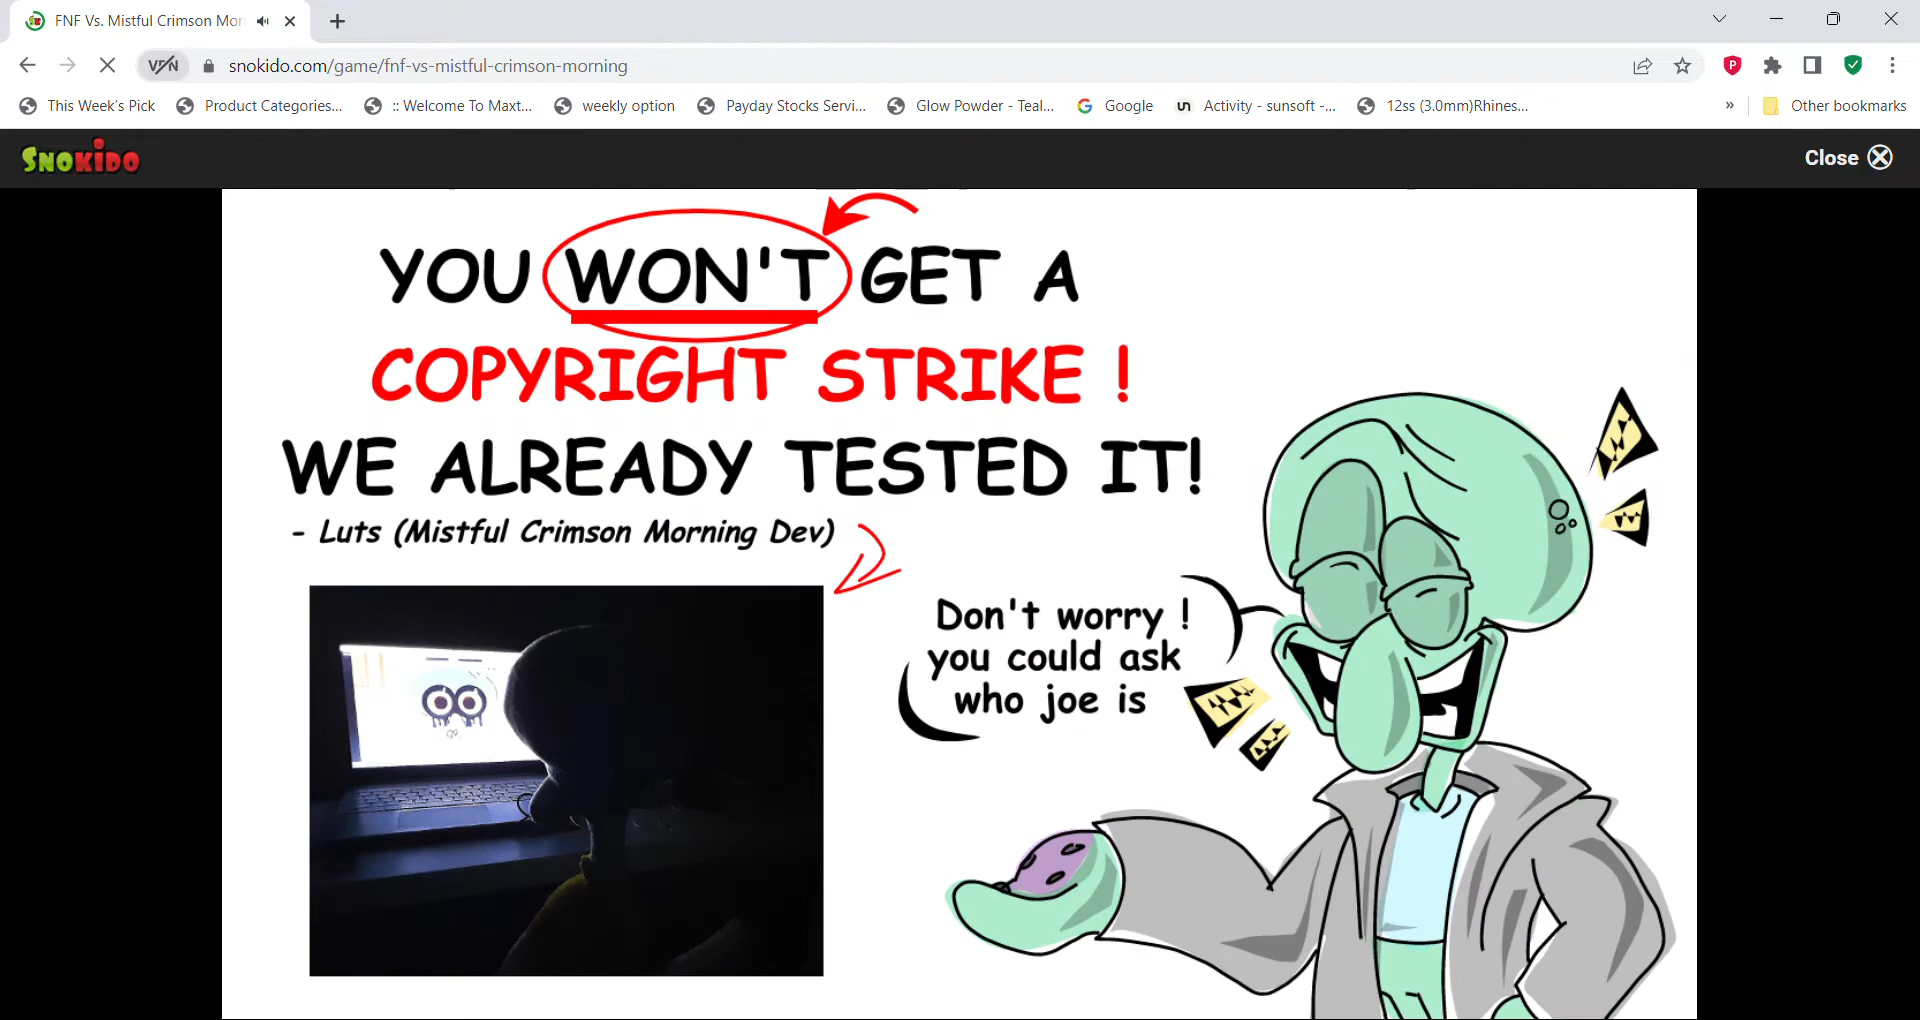 FNF Vs. Mistful Crimson Mor
VPN
snokido.com/game/fnf-vs-mistful-crimson-morning
This Week's Pick
Product Categories...
:: Welcome To Maxt...
weekly option
Payday Stocks Servi...
Glow Powder - Teal...
Google
Activity - sunsoft -...
12ss (3.0mm)Rhines...
»
Other bookmarks
SNOKIDO
Close
YOU WON'T GET A
COPYRIGHT STRIKE !
WE ALREADY TESTED IT!
- Luts (Mistful Crimson Morning Dev)
Don't worry !
you could ask
who joe is